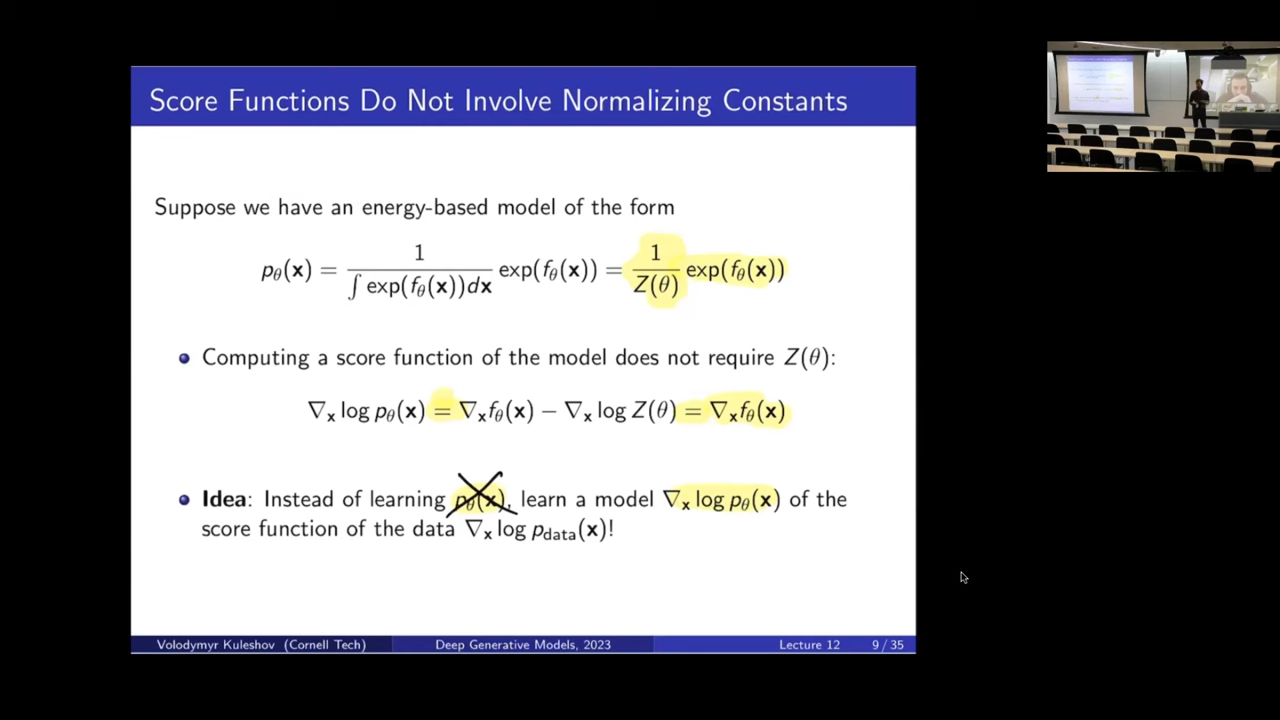 Score Functions Do Not Involve Normalizing Constants
Suppose we have an energy-based model of the form
p_θ(x) = 1 / ∫ exp(f_θ(x))dx exp(f_θ(x)) = 1 / Z(θ) exp(f_θ(x))
Computing a score function of the model does not require Z(θ):
∇_x log p_θ(x) = ∇_x f_θ(x) − ∇_x log Z(θ) = ∇_x f_θ(x)
Idea: Instead of learning p_θ(x), learn a model ∇_x log p_θ(x) of the
score function of the data ∇_x log p_data(x)!
Volodymyr Kuleshov (Cornell Tech) Deep Generative Models, 2023 Lecture 12 9 / 35